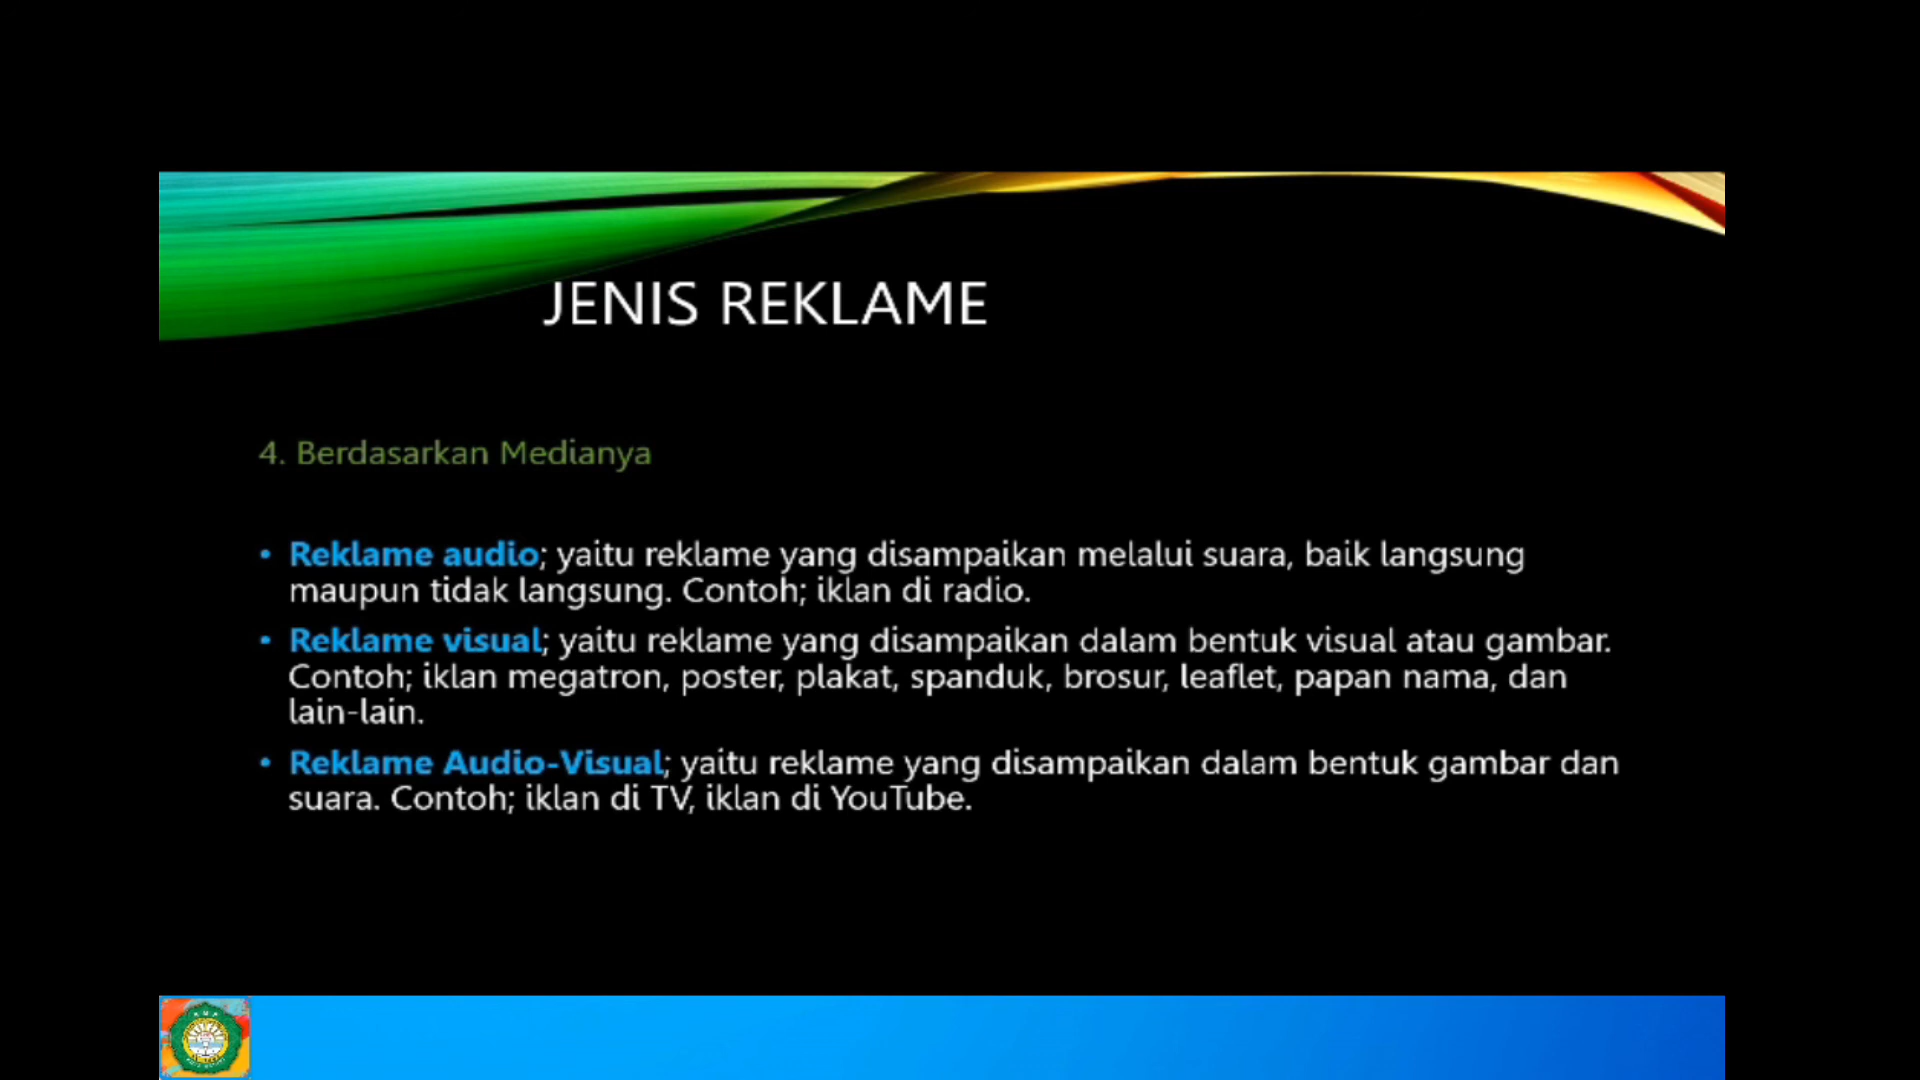 JENIS REKLAME
4. Berdasarkan Medianya
• Reklame audio; yaitu reklame yang disampaikan melalui suara, baik langsung
maupun tidak langsung. Contoh; iklan di radio.
• Reklame visual; yaitu reklame yang disampaikan dalam bentuk visual atau gambar.
Contoh; iklan megatron, poster, plakat, spanduk, brosur, leaflet, papan nama, dan
lain-lain.
• Reklame Audio-Visual; yaitu reklame yang disampaikan dalam bentuk gambar dan
suara. Contoh; iklan di TV, iklan di YouTube.